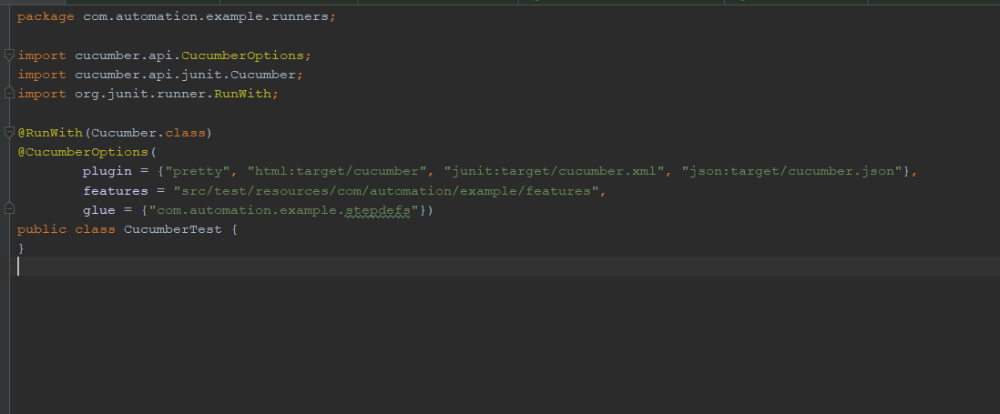 package com.automation.example.runners;
import cucumber.api.CucumberOptions;
import cucumber.api.junit.Cucumber;
import org.junit.runner.RunWith;
@RunWith(Cucumber.class)
@CucumberOptions(
plugin = {"pretty", "html:target/cucumber", "junit:target/cucumber.xml", "json:target/cucumber.json"},
features = "src/test/resources/com/automation/example/features",
glue = {"com.automation.example.stepdefs"})
public class CucumberTest {
}